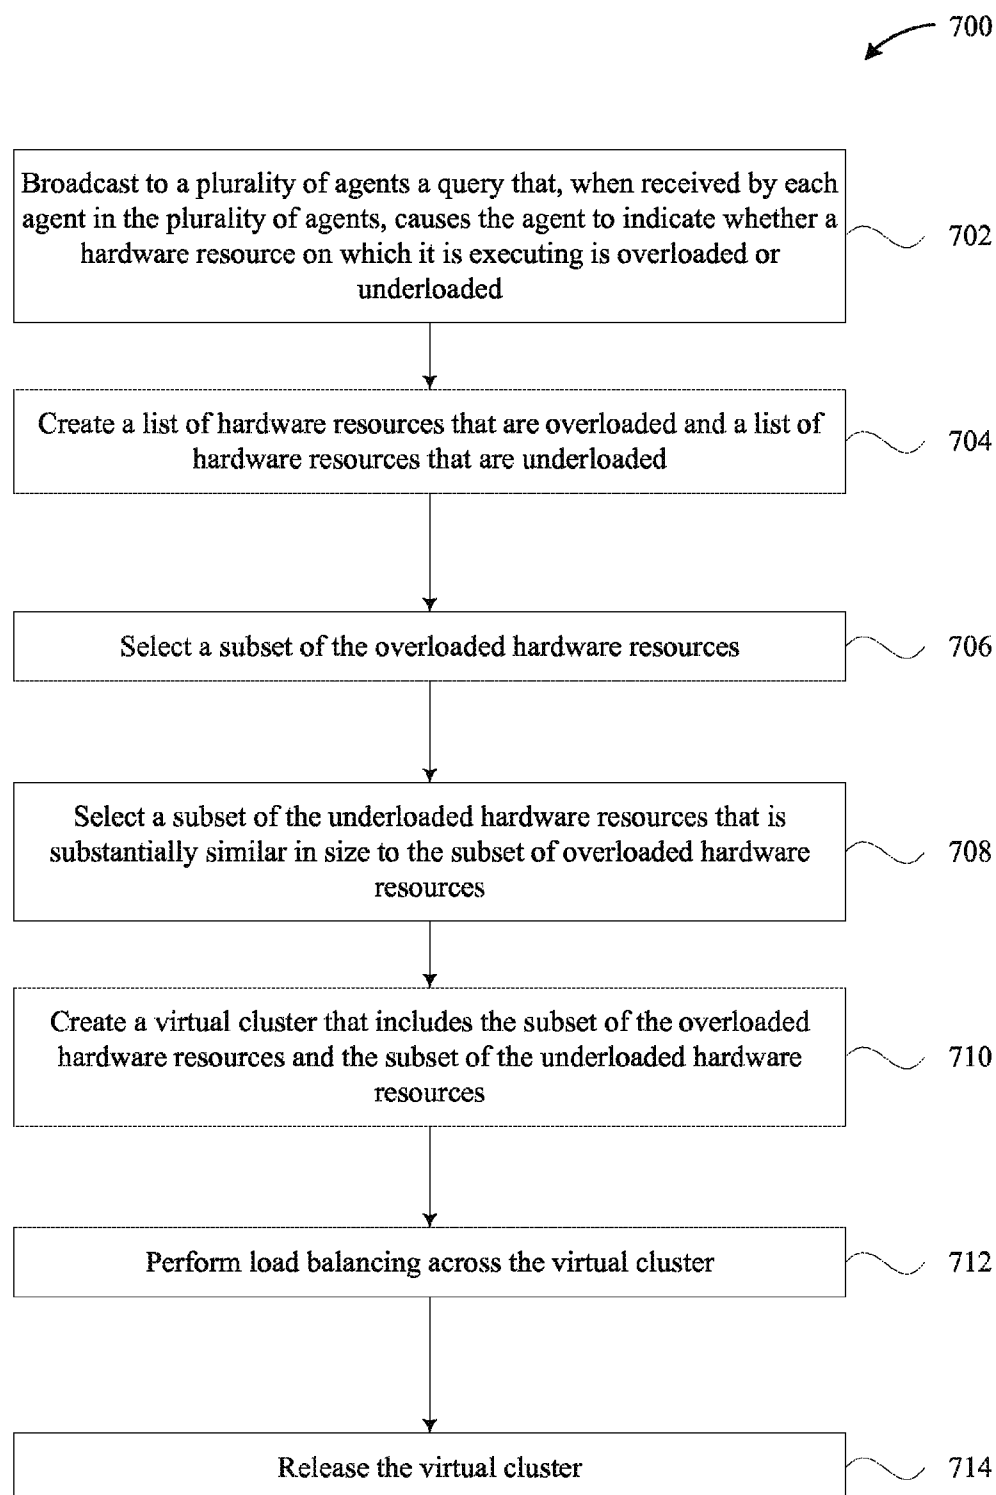 700
Broadcast to a plurality of agents a query that, when received by each
agent in the plurality of agents, causes the agent to indicate whether a
hardware resource on which it is executing is overloaded or
underloaded
702
Create a list of hardware resources that are overloaded and a list of
hardware resources that are underloaded
704
Select a subset of the overloaded hardware resources
706
Select a subset of the underloaded hardware resources that is
substantially similar in size to the subset of overloaded hardware
resources
708
Create a virtual cluster that includes the subset of the overloaded
hardware resources and the subset of the underloaded hardware
resources
710
Perform load balancing across the virtual cluster
712
Release the virtual cluster
714